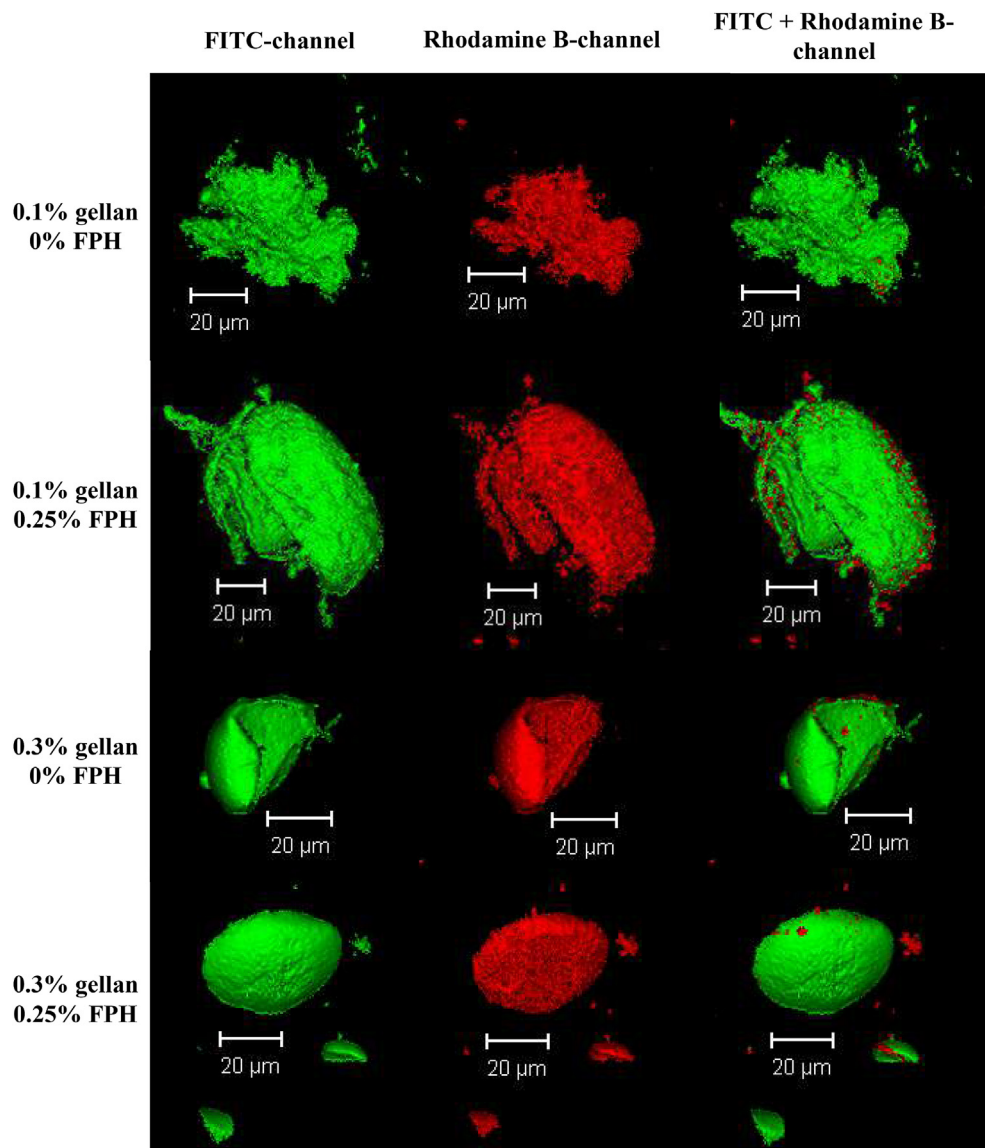 FITC-channel
Rhodamine B-channel
FITC + Rhodamine B-
channel
0.1% gellan
0% FPH
20 µm
20 µm
20 µm
0.1% gellan
0.25% FPH
20 µm
20 µm
20 µm
0.3% gellan
0% FPH
20 µm
20 µm
20 µm
0.3% gellan
0.25% FPH
20 µm
20 µm
20 µm